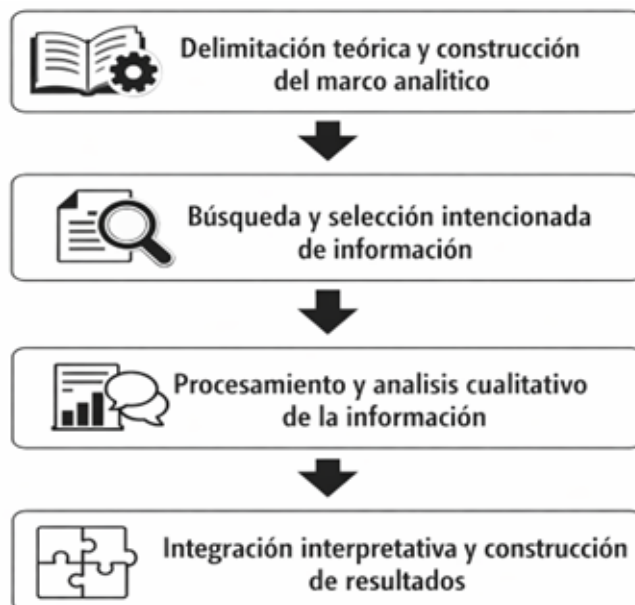 Delimitación teórica y construcción
del marco analitico
Búsqueda y selección intencionada
de información
Procesamiento y analisis cualitativo
de la información
Integración interpretativa y construcción
de resultados